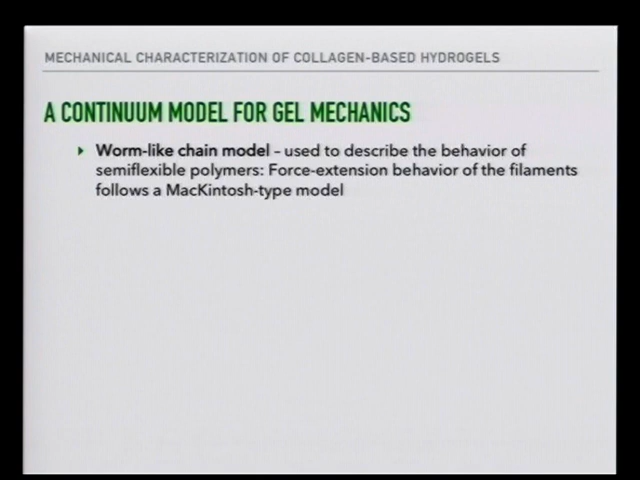 MECHANICAL CHARACTERIZATION OF COLLAGEN-BASED HYDROGELS
A CONTINUUM MODEL FOR GEL MECHANICS
Worm-like chain model – used to describe the behavior of
semiflexible polymers: Force-extension behavior of the filaments
follows a MacKintosh-type model